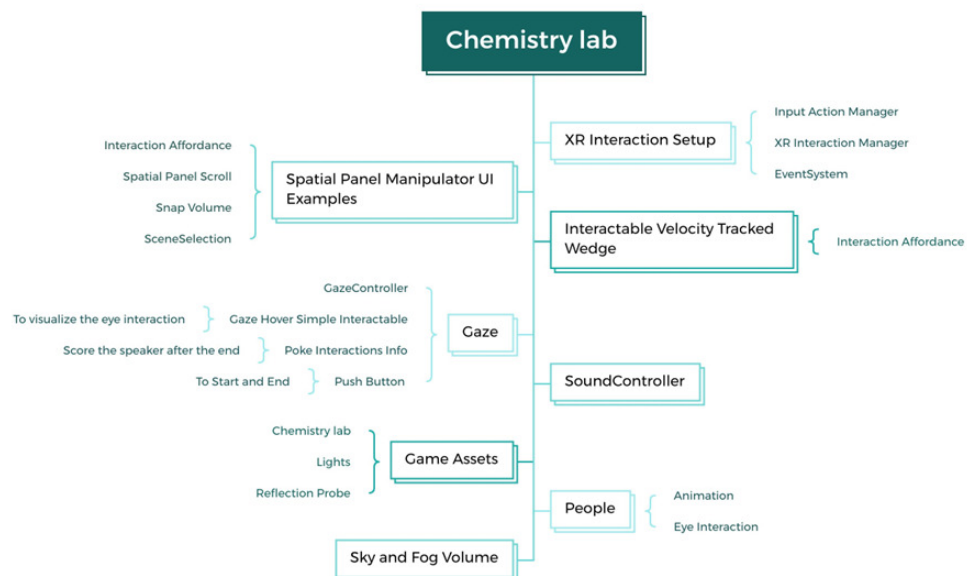 Chemistry lab
XR Interaction Setup
Input Action Manager
XR Interaction Manager
EventSystem
Interaction Affordance
Spatial Panel Scroll
Snap Volume
SceneSelection
Spatial Panel Manipulator UI
Examples
Interactable Velocity Tracked
Wedge
Interaction Affordance
GazeController
To visualize the eye interaction
Gaze Hover Simple Interactable
Score the speaker after the end
Poke Interactions Info
To Start and End
Push Button
Gaze
SoundController
Chemistry lab
Lights
Reflection Probe
Game Assets
People
Animation
Eye Interaction
Sky and Fog Volume